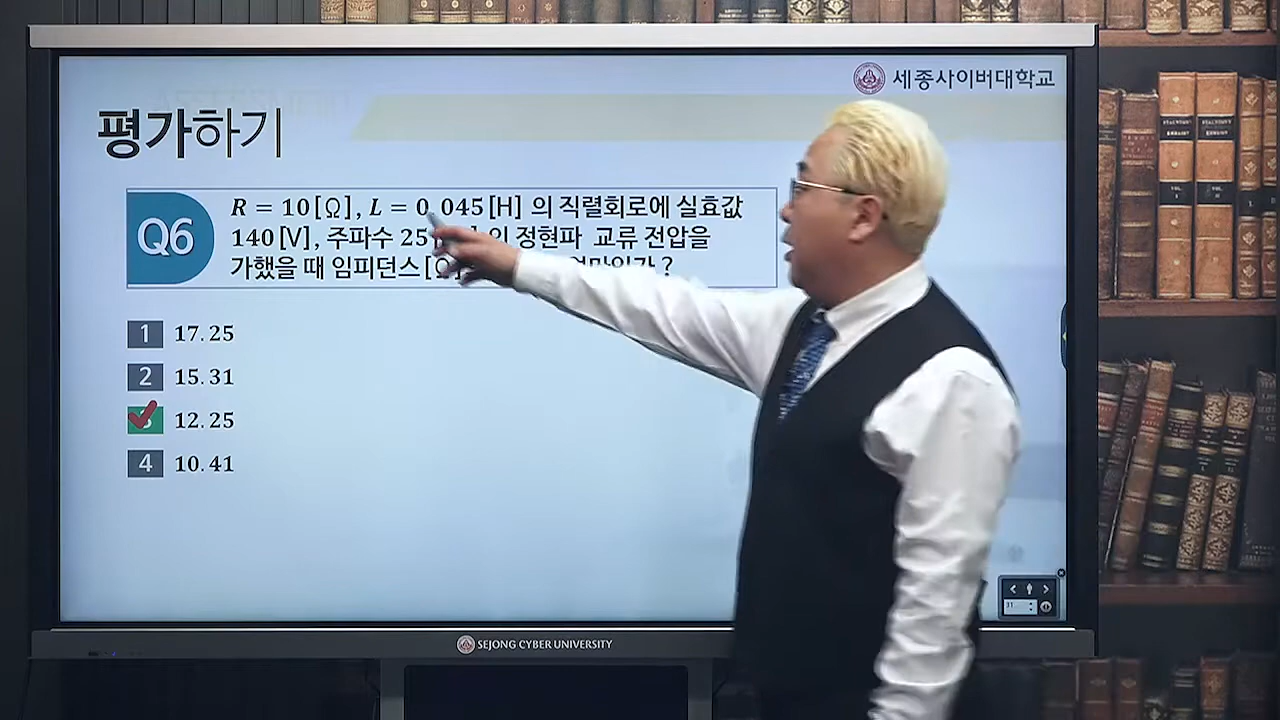 세종사이버대학교
평가하기
Q6
R = 10[Ω], L = 0.045[H] 의 직렬회로에 실효값
140[V], 주파수 25 정현파 교류 전압을
가했을 때 임피던스[Ω] ?
1 17.25
2 15.31
12.25
4 10.41
31
SEJONG CYBER UNIVERSITY